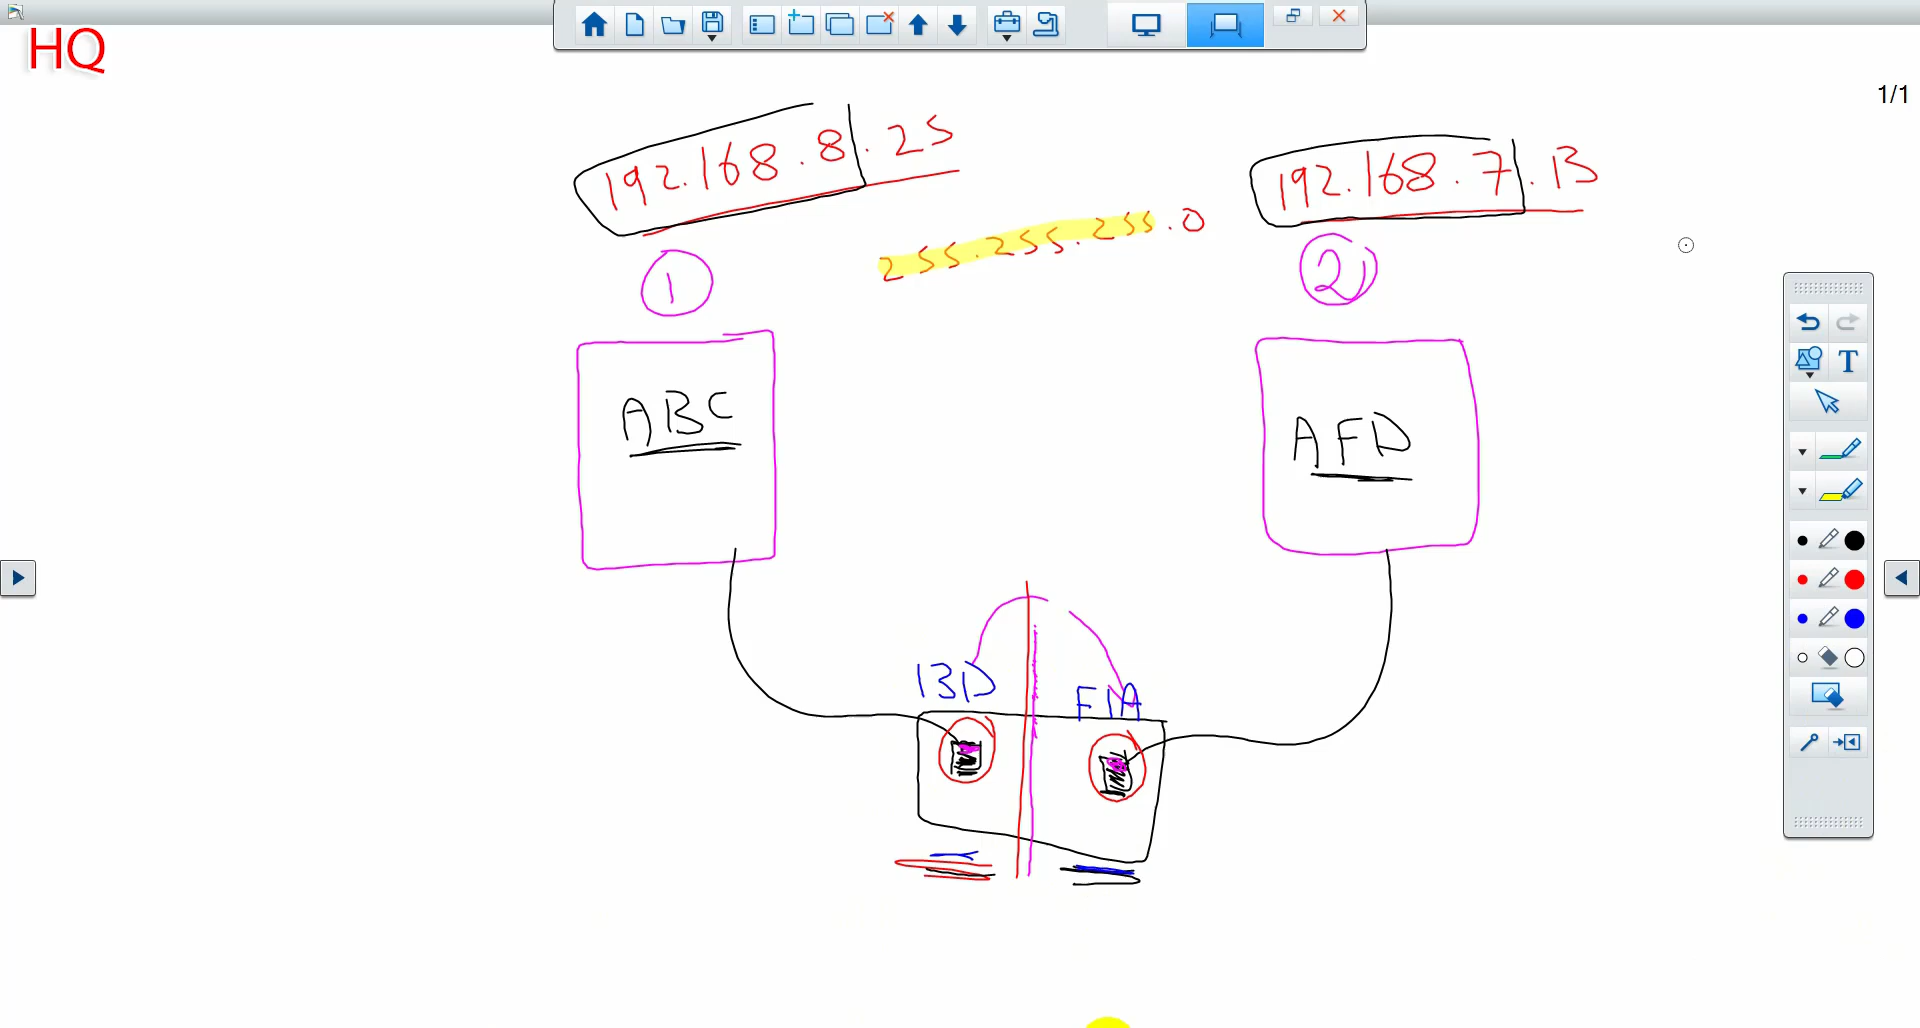 HQ
1/1
192.168.8.25
192.168.7.13
255.255.255.0
1
2
ABC
AFD
13D
F1A
T